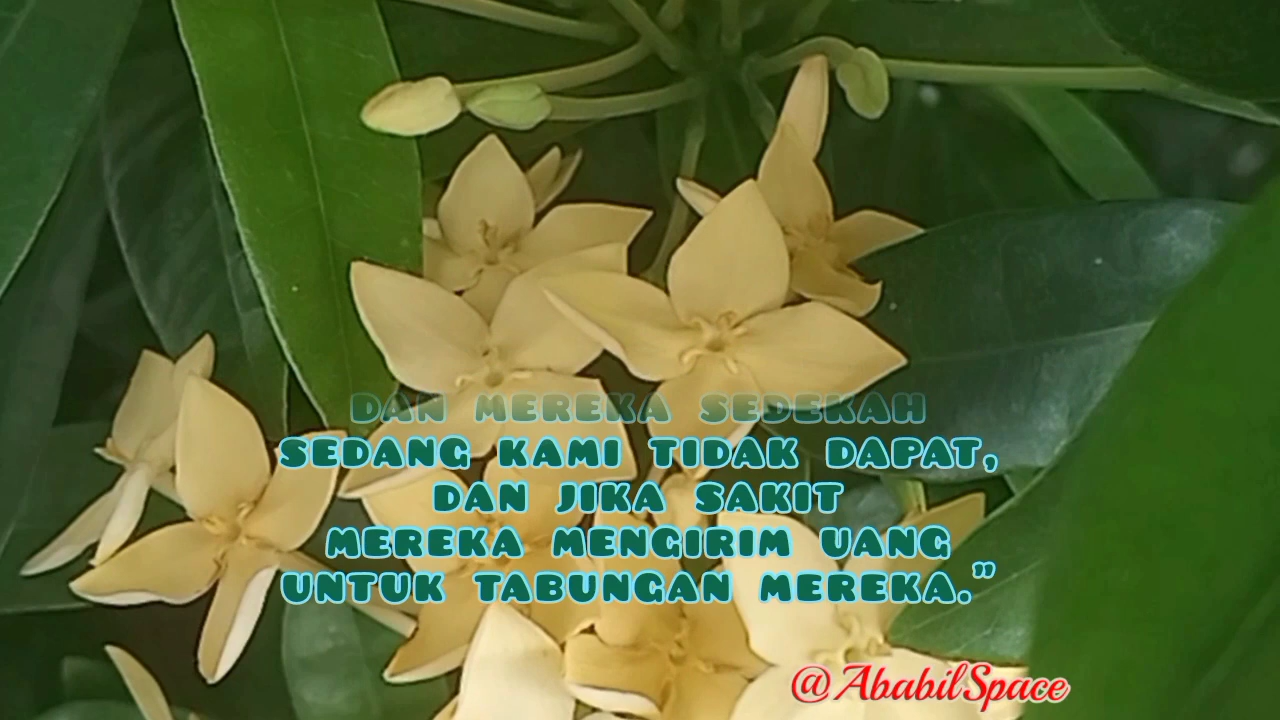 DAN MEREKA SEDEKAH
SEDANG KAMI TIDAK DAPAT,
DAN JIKA SAKIT
MEREKA MENGIRIM UANG
UNTUK TABUNGAN MEREKA."
@AbabilSpace